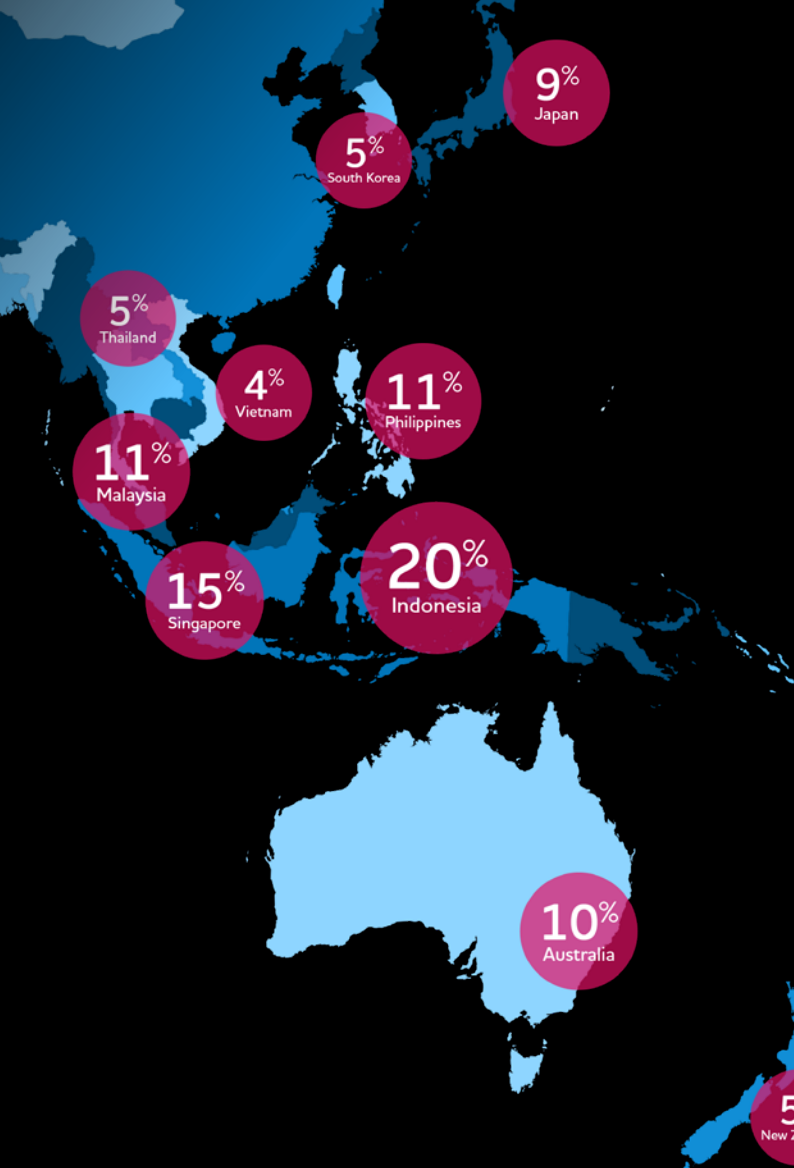 9%
Japan
5%
South Korea
5%
Thailand
4%
Vietnam
11%
Philippines
11%
Malaysia
20%
Indonesia
15%
Singapore
10%
Australia
5
New